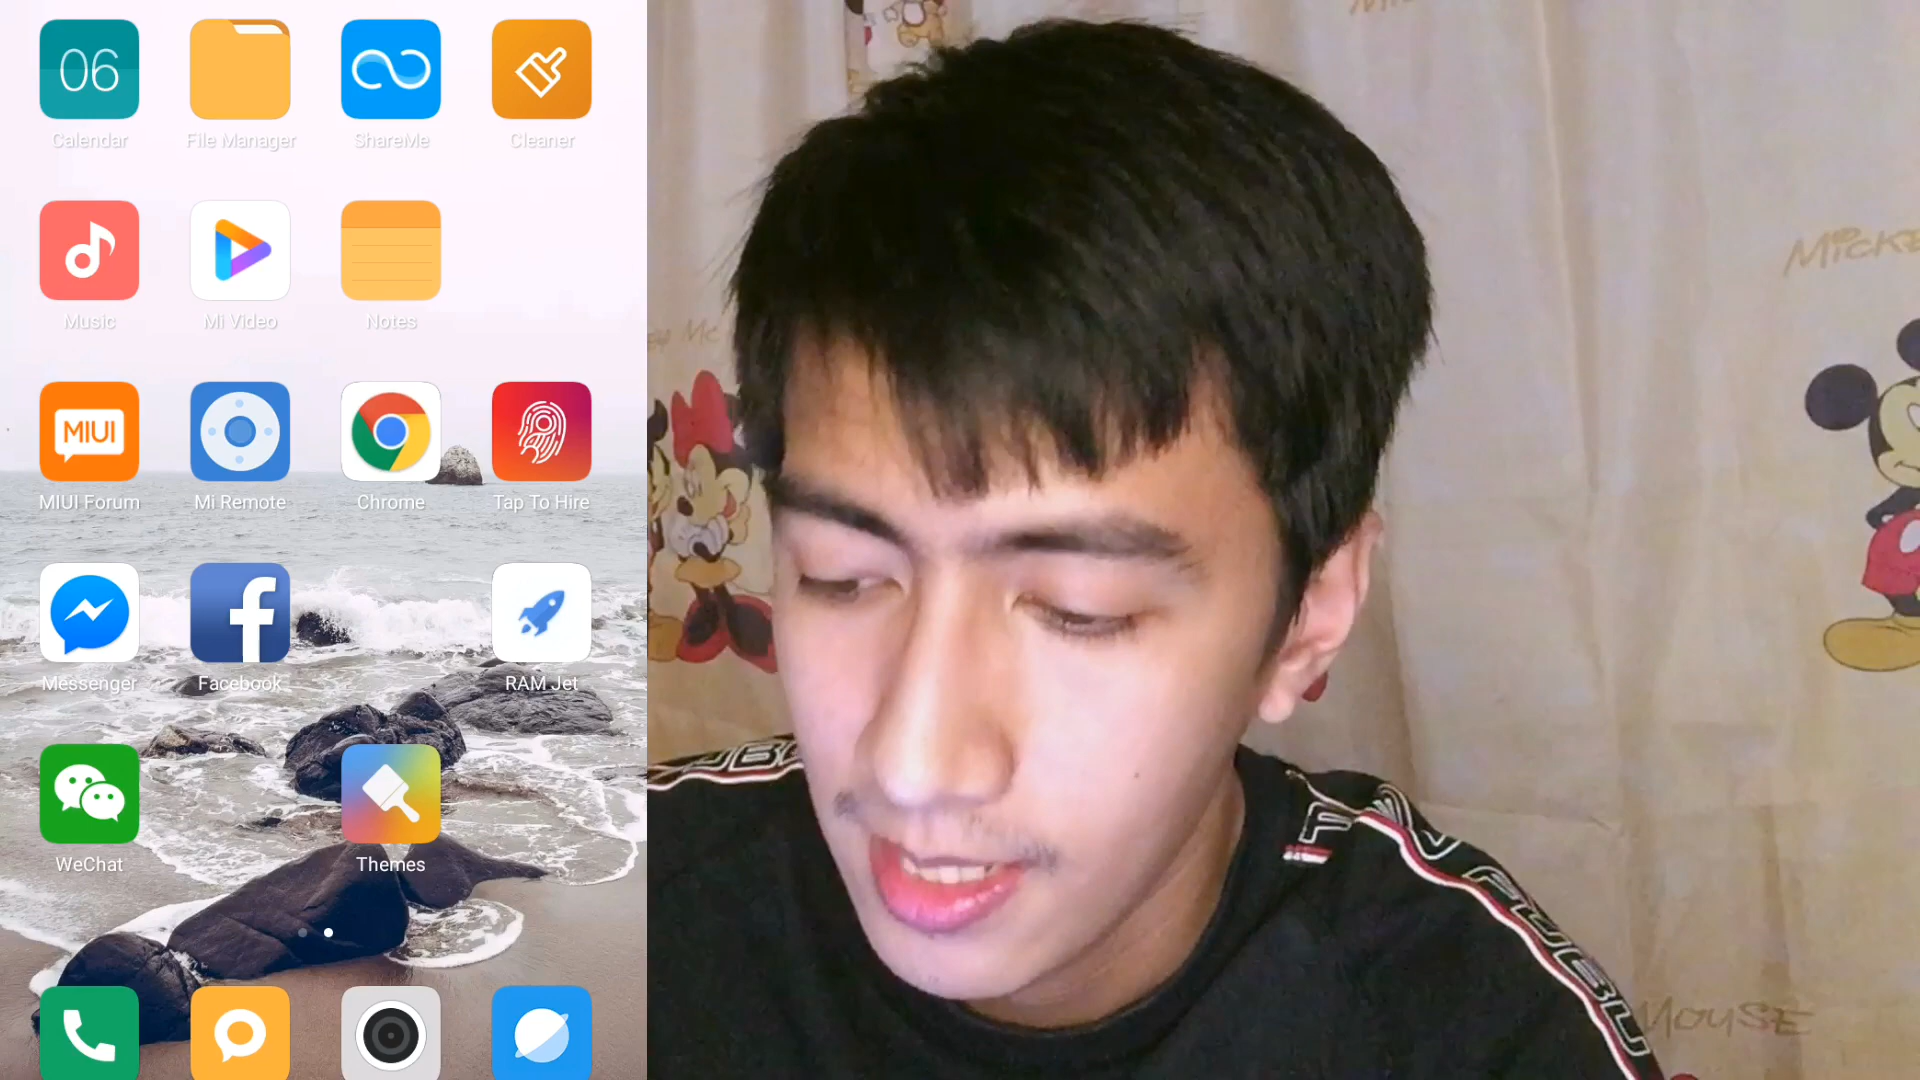 06
Calendar
File Manager
ShareMe
Cleaner
Music
Mi Video
Notes
MIUI
MIUI Forum
Mi Remote
Chrome
Tap To Hire
f
Messenger
Facebook
RAM Jet
WeChat
Themes
MICKE
MOUSE